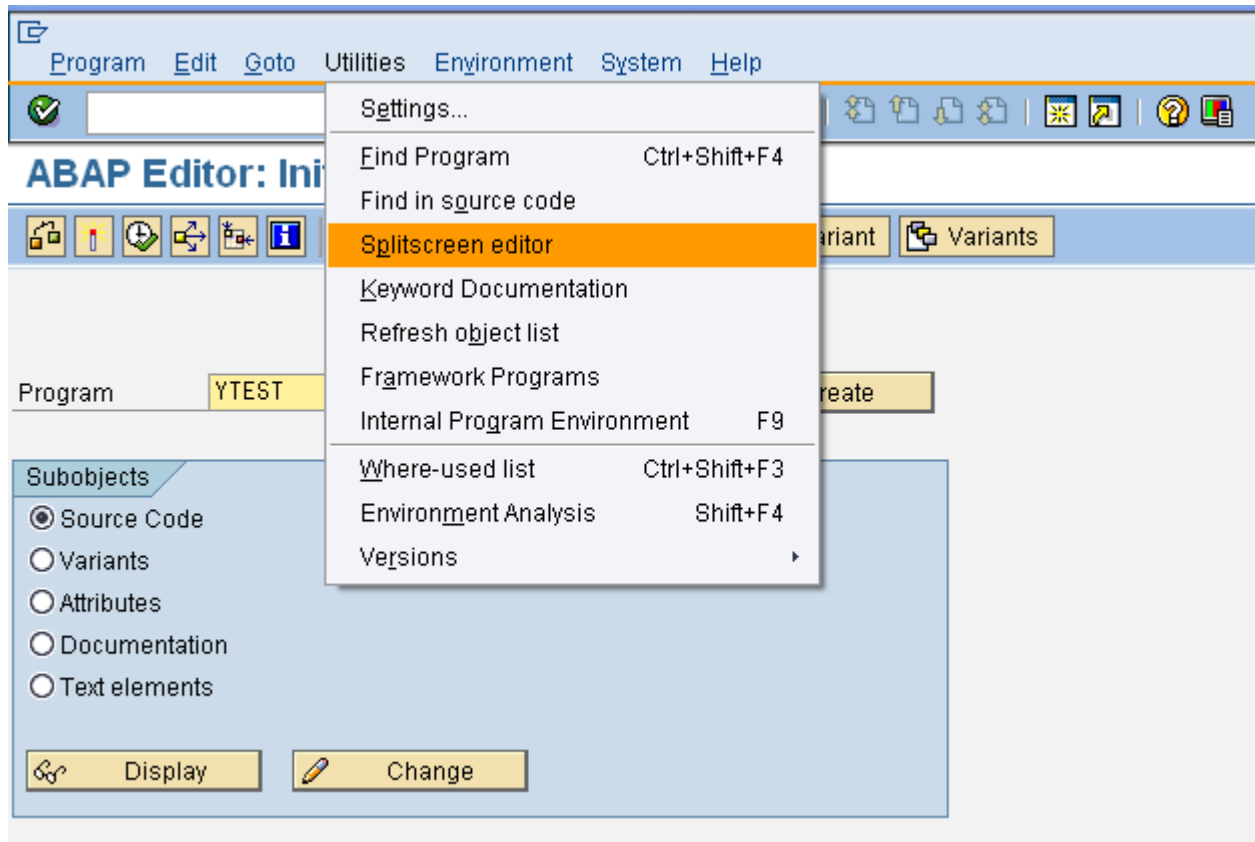 Program Edit Goto Utilities Environment System Help
Settings...
Find Program Ctrl+Shift+F4
ABAP Editor: Ini
Find in source code
Splitscreen editor
ariant Variants
Keyword Documentation
Refresh object list
Framework Programs
Program YTEST reate
Internal Program Environment F9
Where-used list Ctrl+Shift+F3
Subobjects
Environment Analysis Shift+F4
Source Code
Versions
Variants
Attributes
Documentation
Text elements
Display Change